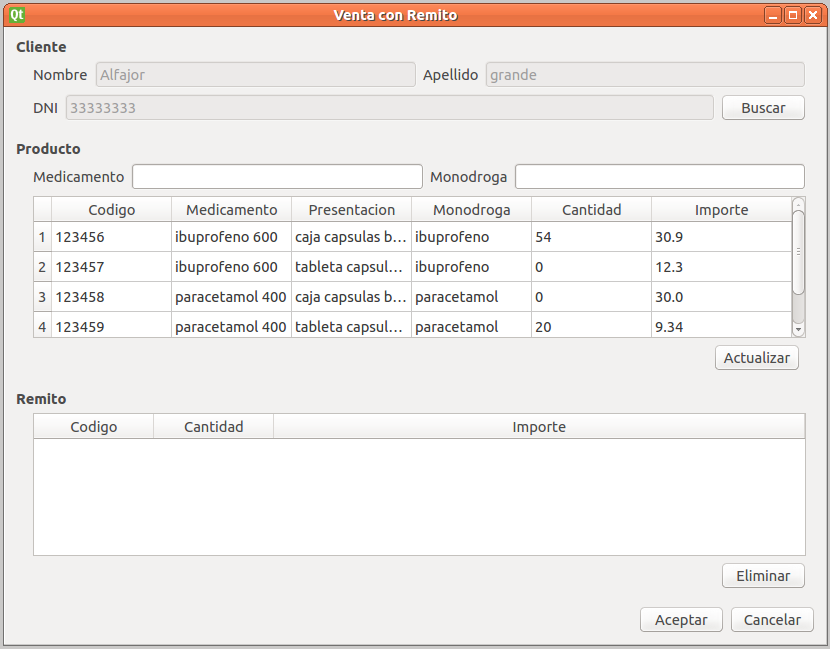 Qt Venta con Remito
Cliente
Nombre Alfajor Apellido grande
DNI 33333333 Buscar
Producto
Medicamento Monodroga
Codigo Medicamento Presentacion Monodroga Cantidad Importe
1 123456 ibuprofeno 600 caja capsulas b... ibuprofeno 54 30.9
2 123457 ibuprofeno 600 tableta capsul... ibuprofeno 0 12.3
3 123458 paracetamol 400 caja capsulas b... paracetamol 0 30.0
4 123459 paracetamol 400 tableta capsul... paracetamol 20 9.34
Actualizar
Remito
Codigo Cantidad Importe
Eliminar
Aceptar Cancelar